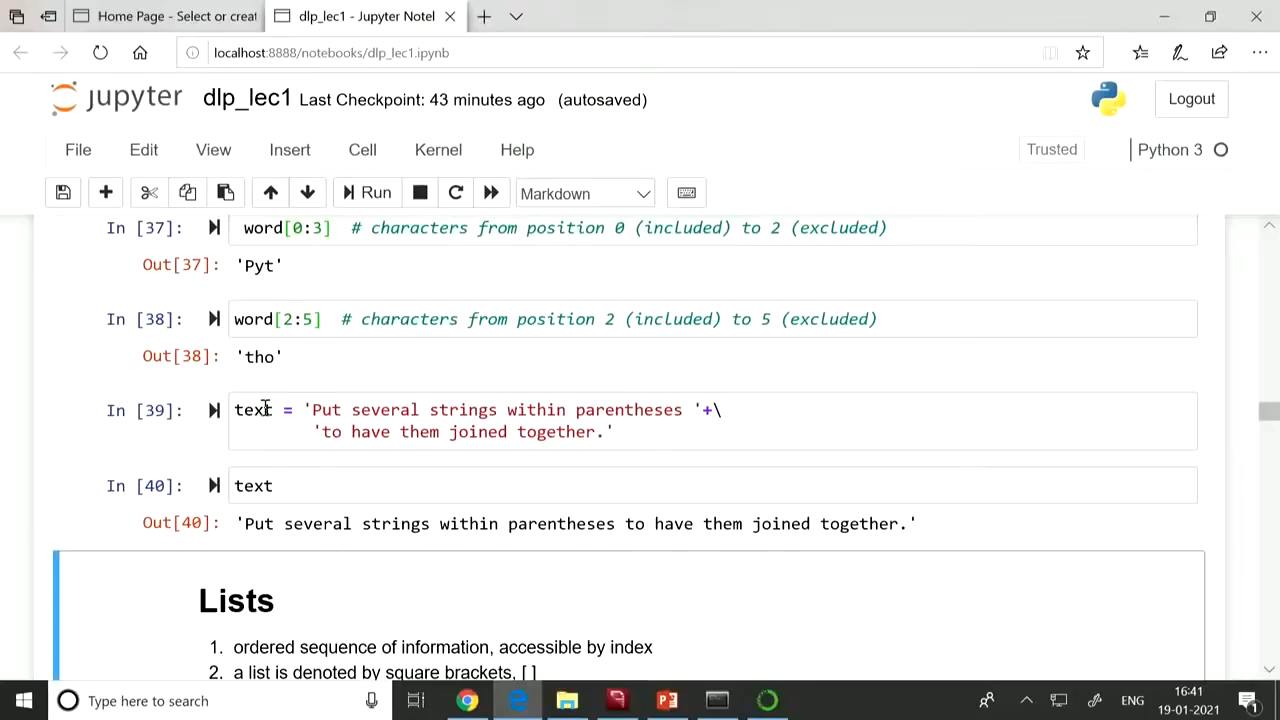 Home Page - Select or creat
dlp_lec1 - Jupyter Notel
localhost:8888/notebooks/dlp_lec1.ipynb
jupyter dlp_lec1 Last Checkpoint: 43 minutes ago (autosaved)
Logout
File Edit View Insert Cell Kernel Help
Trusted
Python 3
Run
Markdown
In [37]: word[0:3] # characters from position 0 (included) to 2 (excluded)
Out[37]: 'Pyt'
In [38]: word[2:5] # characters from position 2 (included) to 5 (excluded)
Out[38]: 'tho'
In [39]: text = 'Put several strings within parentheses '+\
'to have them joined together.'
In [40]: text
Out[40]: 'Put several strings within parentheses to have them joined together.'
Lists
1. ordered sequence of information, accessible by index
2. a list is denoted by square brackets, [ ]
Type here to search
ENG
16:41
19-01-2021
1